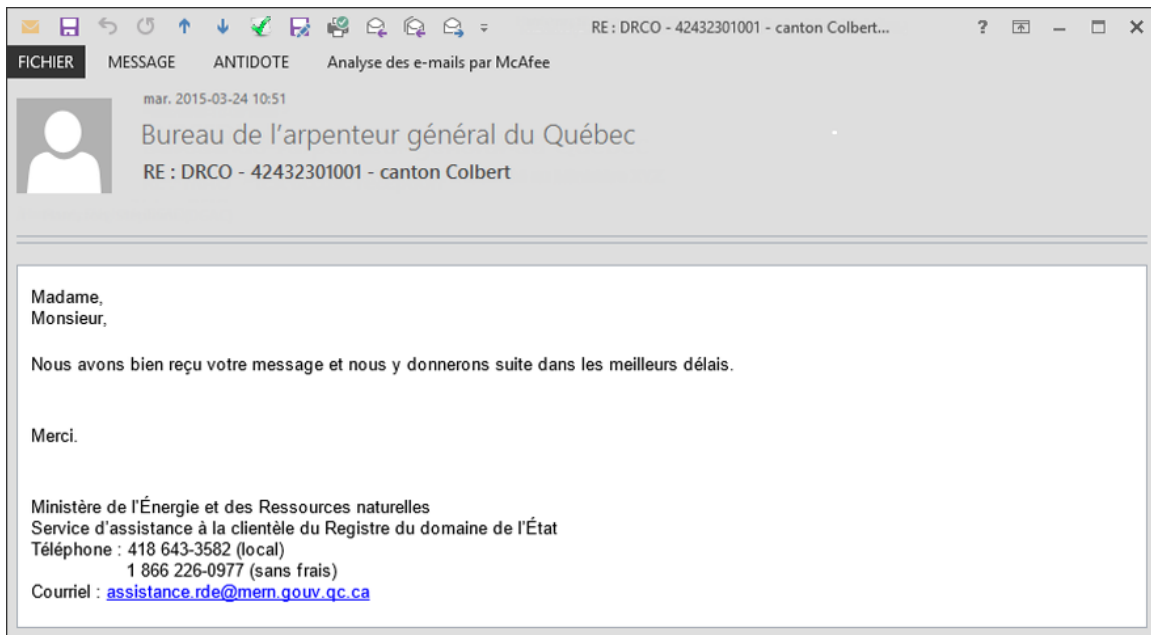 RE : DRCO - 42432301001 - canton Colbert...
?
FICHIER MESSAGE ANTIDOTE Analyse des e-mails par McAfee
mar. 2015-03-24 10:51
Bureau de l'arpenteur général du Québec
RE : DRCO - 42432301001 - canton Colbert
Madame,
Monsieur,
Nous avons bien reçu votre message et nous y donnerons suite dans les meilleurs délais.
Merci.
Ministère de l'Énergie et des Ressources naturelles
Service d'assistance à la clientèle du Registre du domaine de l'État
Téléphone : 418 643-3582 (local)
1 866 226-0977 (sans frais)
Courriel : assistance.rde@mern.gouv.qc.ca